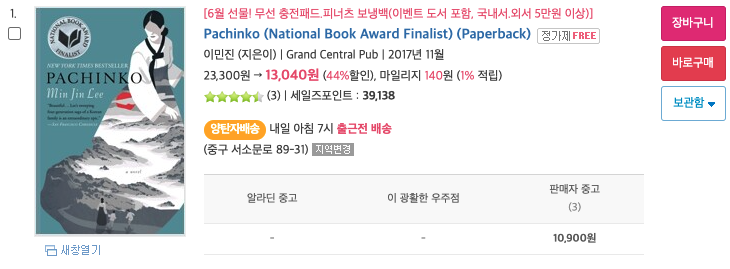 1.
[6월 선물! 무선 충전패드.피너츠 보냉백(이벤트 도서 포함, 국내서.외서 5만원 이상)]
Pachinko (National Book Award Finalist) (Paperback) 정가제 FREE
이민진 (지은이) | Grand Central Pub | 2017년 11월
23,300원 → 13,040원 (44%할인), 마일리지 140원 (1% 적립)
(3) | 세일즈포인트 : 39,138
양탄자배송 내일 아침 7시 출근전 배송
(중구 서소문로 89-31) 지역변경
알라딘 중고 이 광활한 우주점 판매자 중고
(3)
- - 10,900원
장바구니
바로구매
보관함
NATIONAL BOOK AWARD FINALIST
NEW YORK TIMES BESTSELLER
PACHINKO
Min Jin Lee
a novel
새창열기